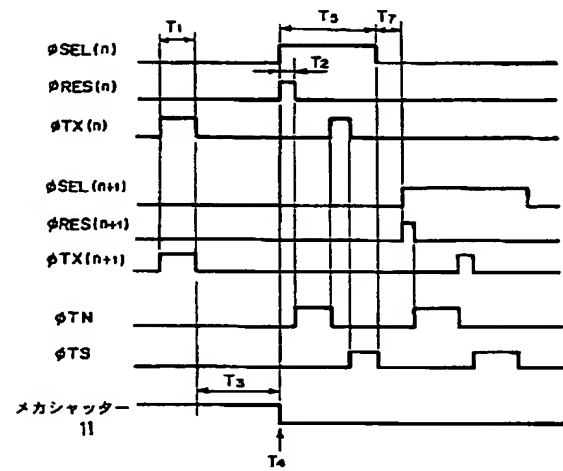 T1
T5
T7
φSEL(n)
T2
φRES(n)
φTX(n)
φSEL(n+1)
φRES(n+1)
φTX(n+1)
φTN
φTS
T3
メカシャッター
11
T4